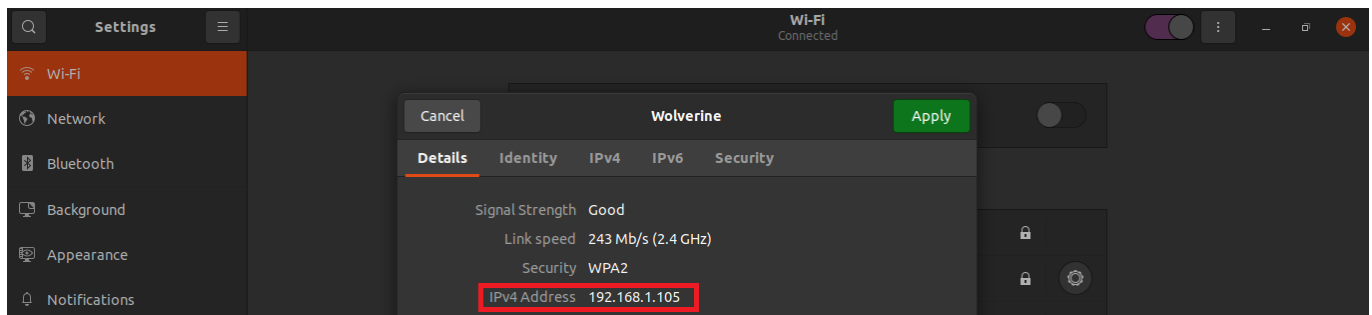 Settings
Wi-Fi
Connected
Wi-Fi
Network
Bluetooth
Background
Appearance
Notifications
Cancel Wolverine Apply
Details Identity IPv4 IPv6 Security
Signal Strength Good
Link speed 243 Mb/s (2.4 GHz)
Security WPA2
IPv4 Address 192.168.1.105